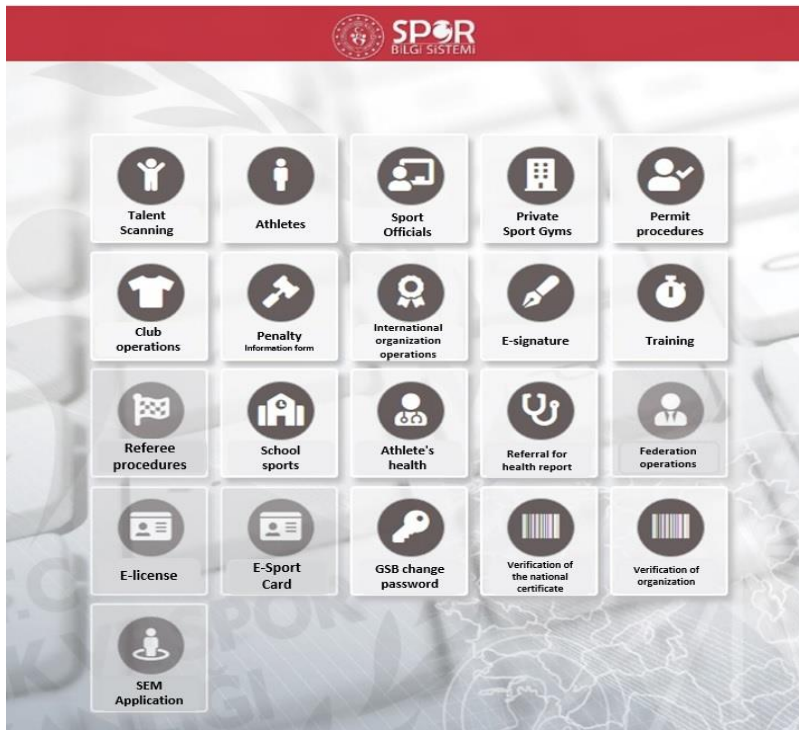 SPOR
BİLGİ SİSTEMİ
Talent
Scanning
Athletes
Sport
Officials
Private
Sport Gyms
Permit
procedures
Club
operations
Penalty
Information form
International
organization
operations
E-signature
Training
Referee
procedures
School
sports
Athlete's
health
Referral for
health report
Federation
operations
E-license
E-Sport
Card
GSB change
password
Verification of
the national
certificate
Verification of
organization
SEM
Application